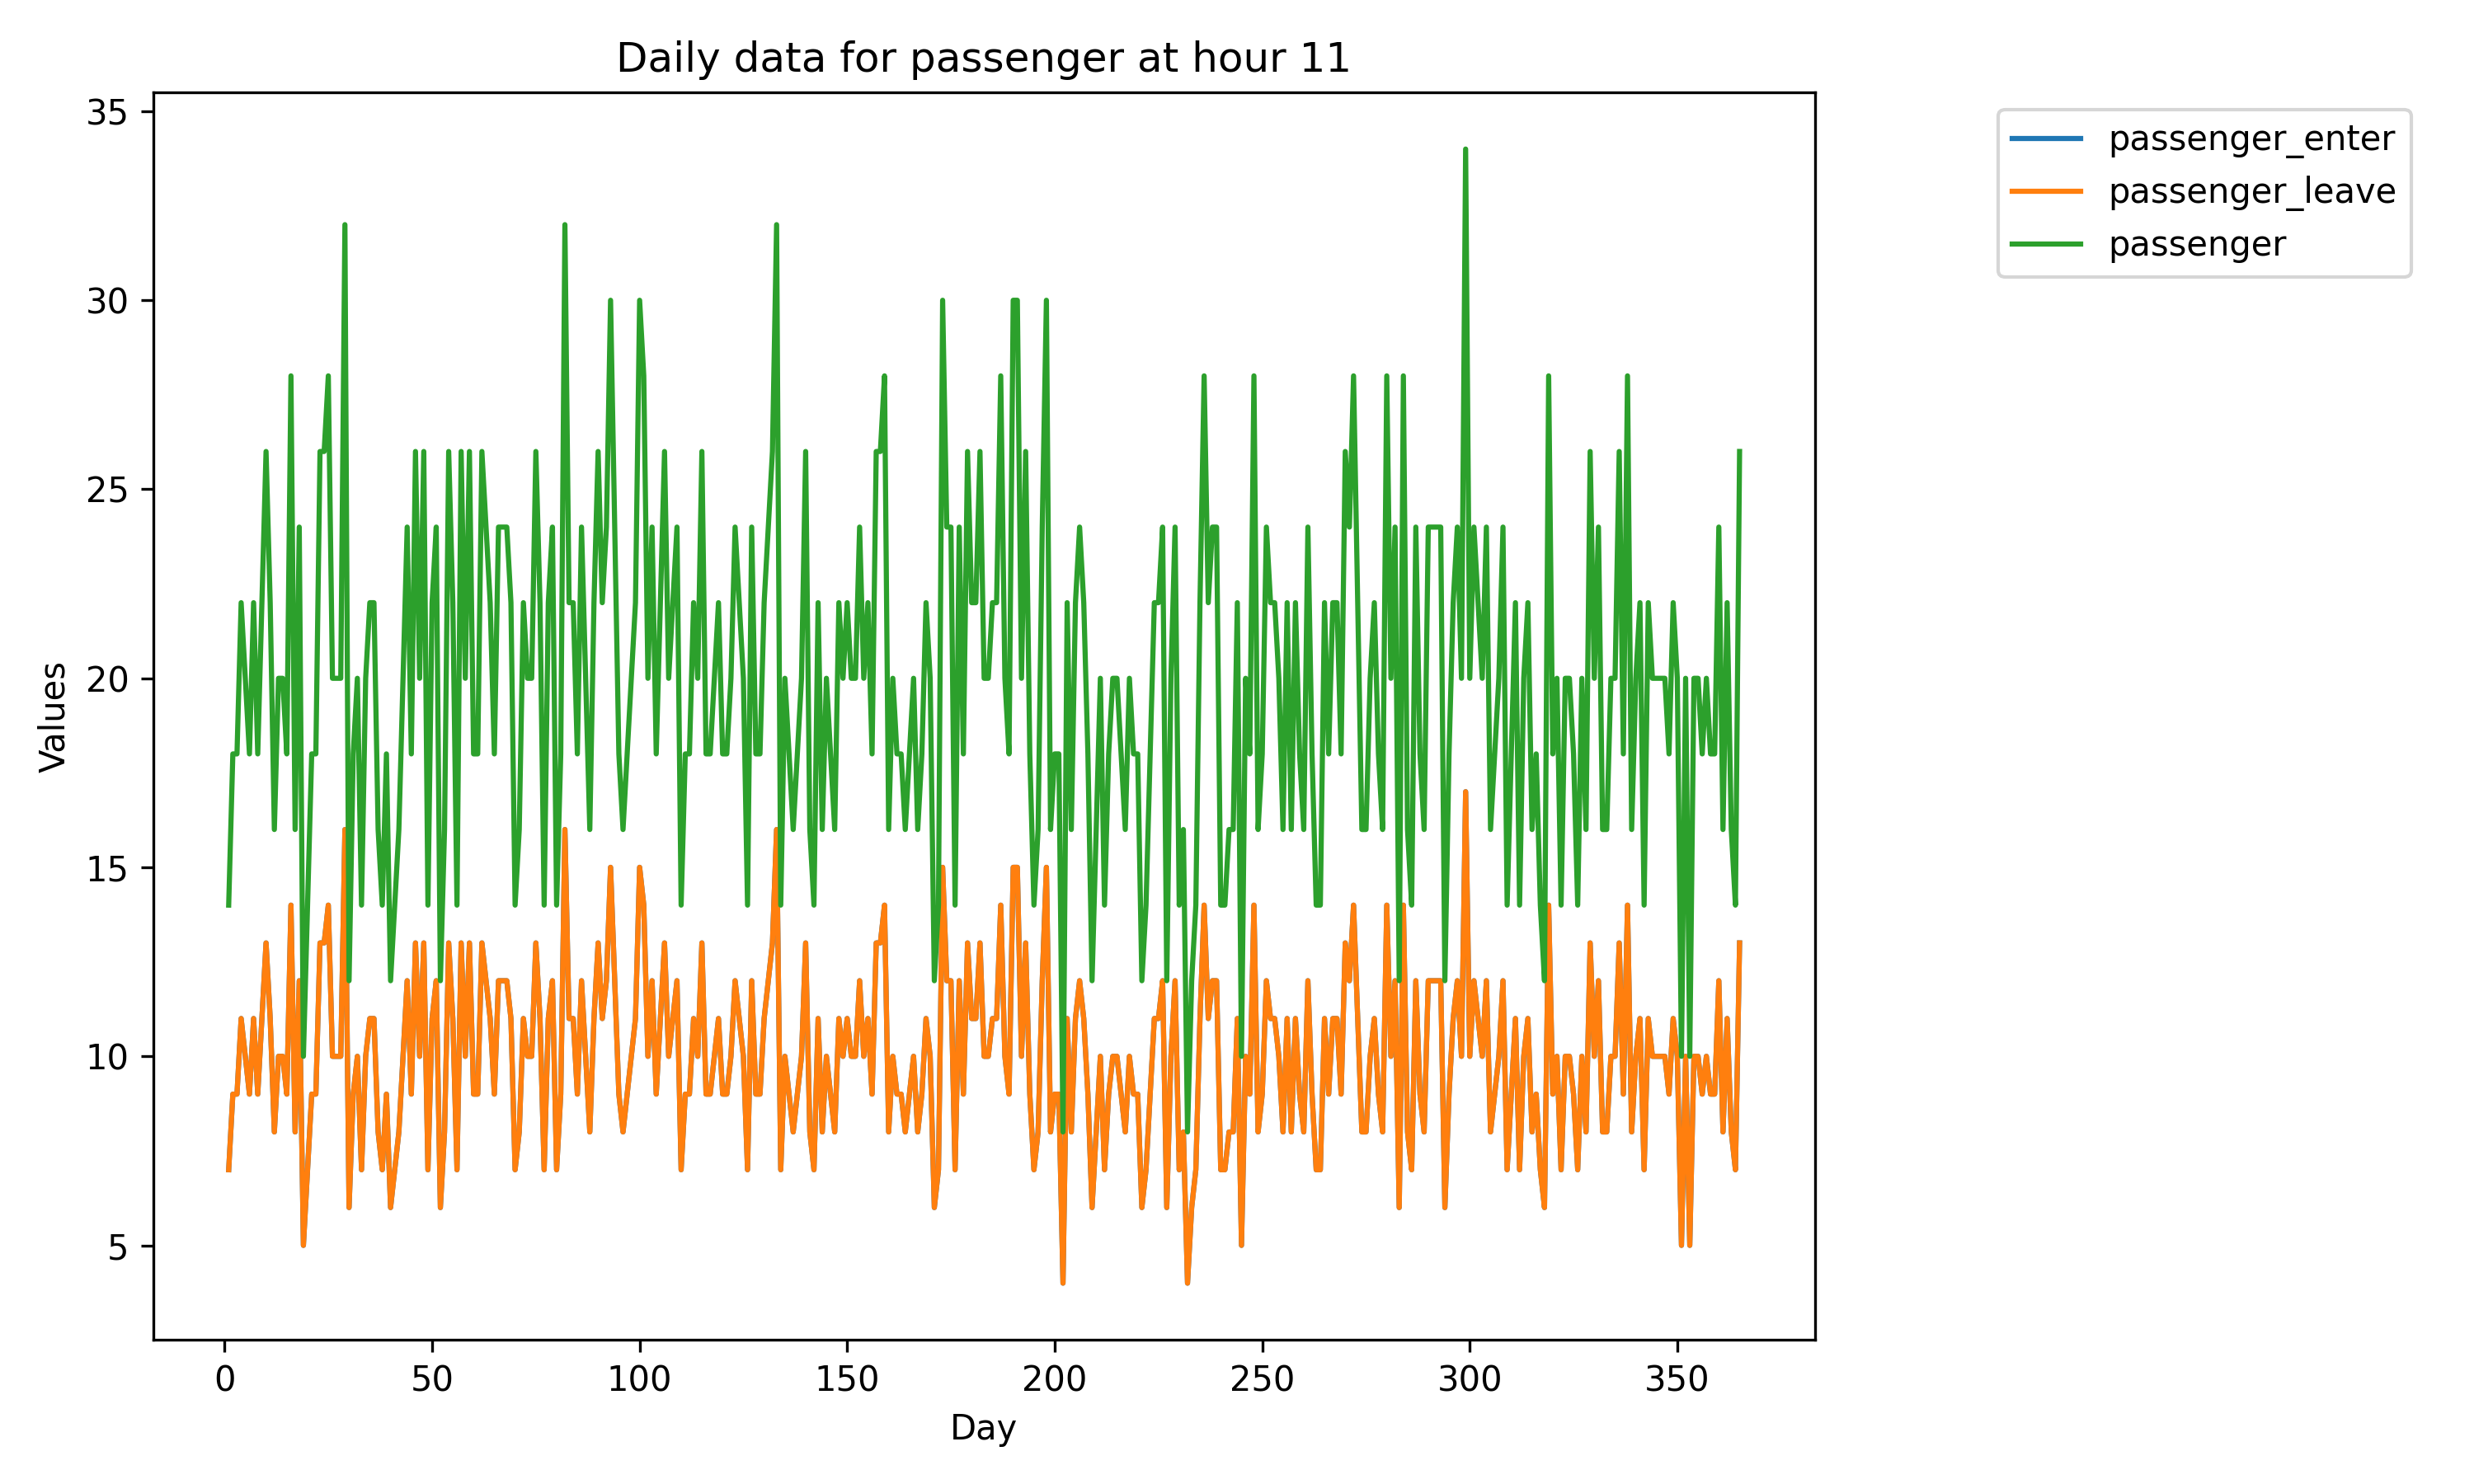 Daily data for passenger at hour 11
passenger_enter
passenger_leave
passenger
35
30
25
20
15
10
5
Values
0 50 100 150 200 250 300 350
Day